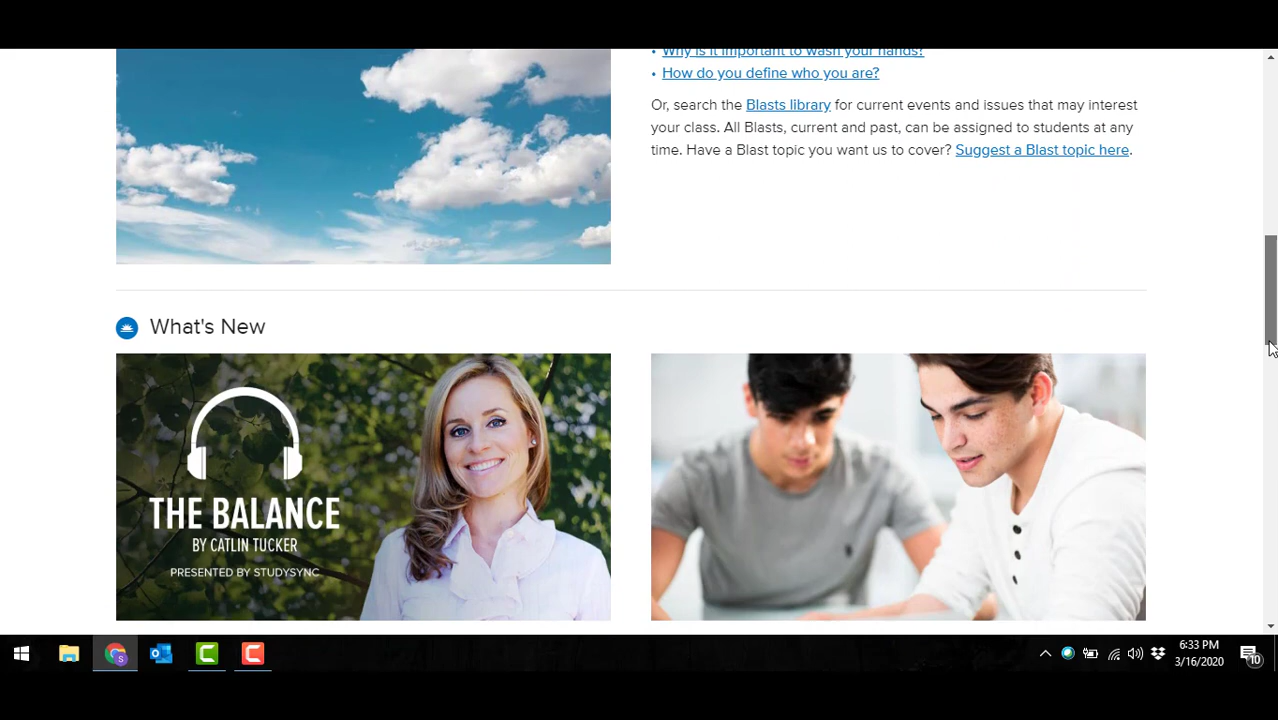 • Why is it important to wash your hands?
• How do you define who you are?
Or, search the Blasts library for current events and issues that may interest
your class. All Blasts, current and past, can be assigned to students at any
time. Have a Blast topic you want us to cover? Suggest a Blast topic here.
What's New
THE BALANCE
BY CATLIN TUCKER
PRESENTED BY STUDYSYNC
6:33 PM
3/16/2020
10